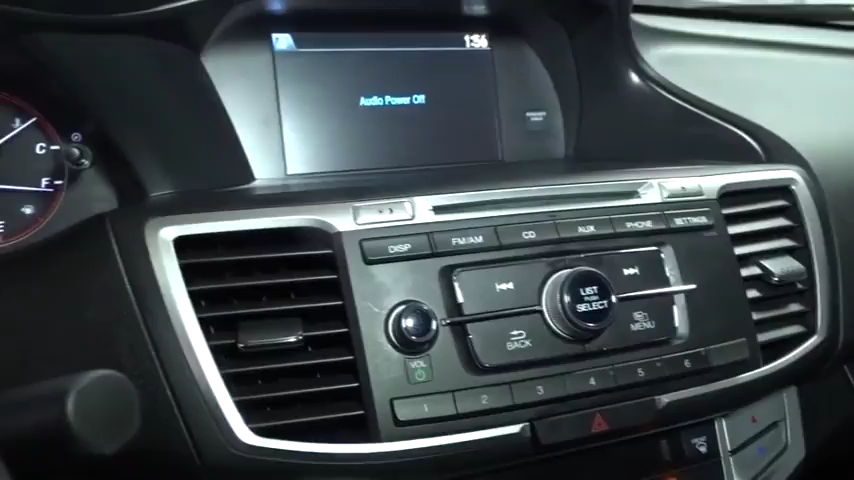 1:56
Audio Power Off
C
F
DISP FM/AM CD AUX PHONE SETTINGS
LIST
PUSH
SELECT
BACK
MENU
VOL
1 2 3 4 5 6
FRONT